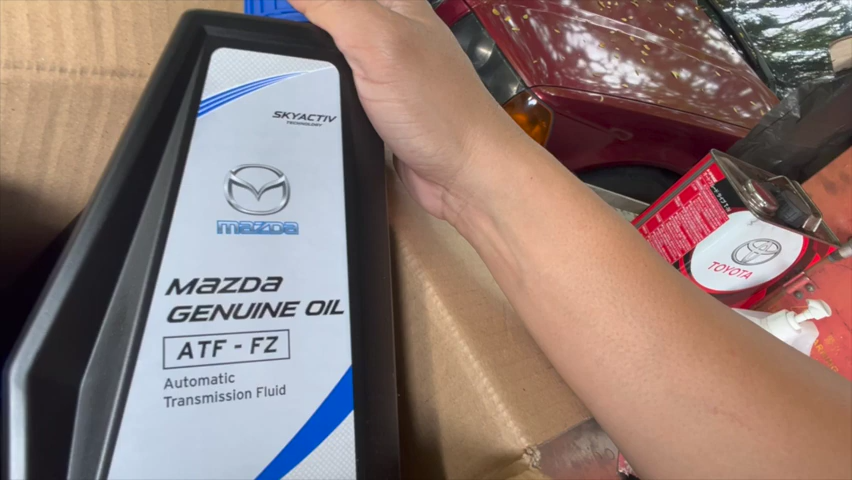 SKYACTIV
TECHNOLOGY
mazda
mazda
GENUINE OIL
ATF - FZ
Automatic
Transmission Fluid
TOYOTA